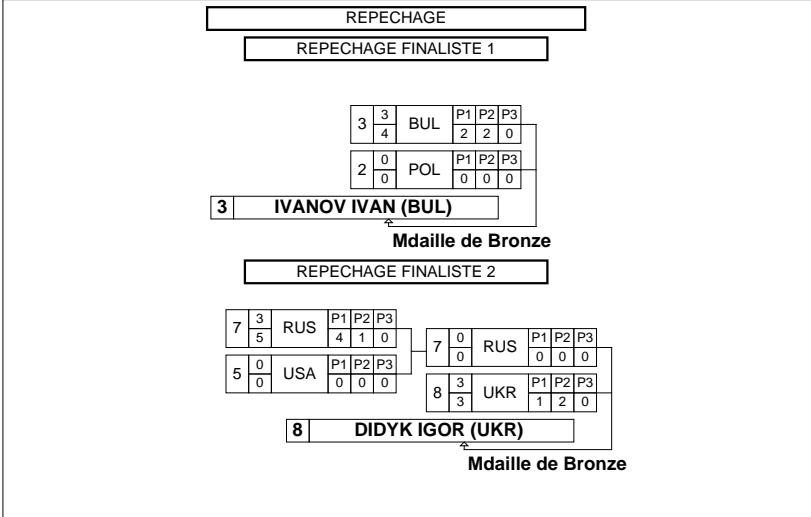 REPECHAGE
REPECHAGE FINALISTE 1
3 3 BUL P1 P2 P3
4 2 2 0
2 0 POL P1 P2 P3
0 0 0 0
3 IVANOV IVAN (BUL)
Mdaille de Bronze
REPECHAGE FINALISTE 2
7 3 RUS P1 P2 P3
5 4 1 0
5 0 USA P1 P2 P3
0 0 0 0
7 0 RUS P1 P2 P3
0 0 0 0
8 3 UKR P1 P2 P3
3 1 2 0
8 DIDYK IGOR (UKR)
Mdaille de Bronze